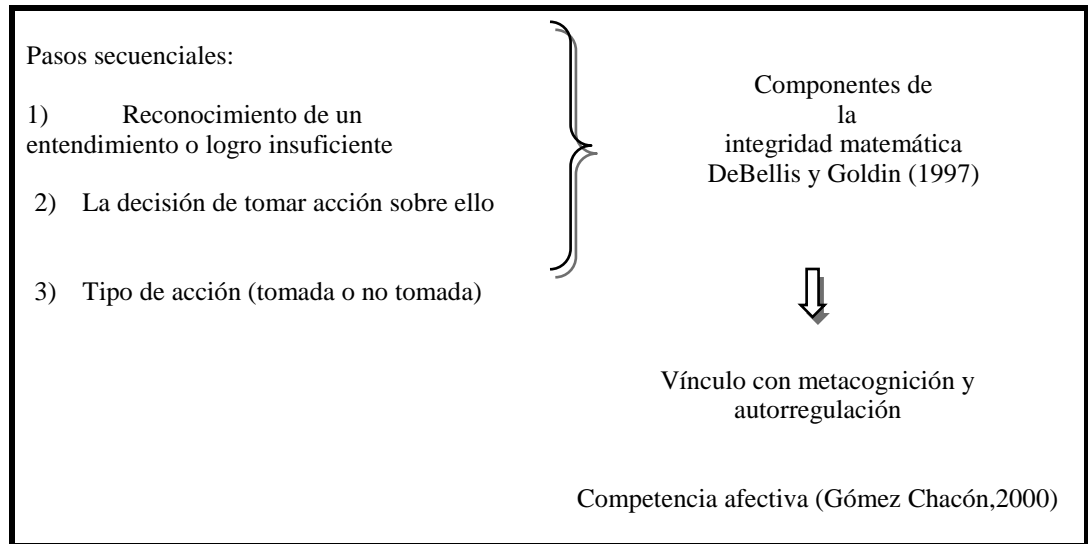 Pasos secuenciales:
1) Reconocimiento de un
entendimiento o logro insuficiente
2) La decisión de tomar acción sobre ello
3) Tipo de acción (tomada o no tomada)
Componentes de
la
integridad matemática
DeBellis y Goldin (1997)
Vínculo con metacognición y
autorregulación
Competencia afectiva (Gómez Chacón,2000)